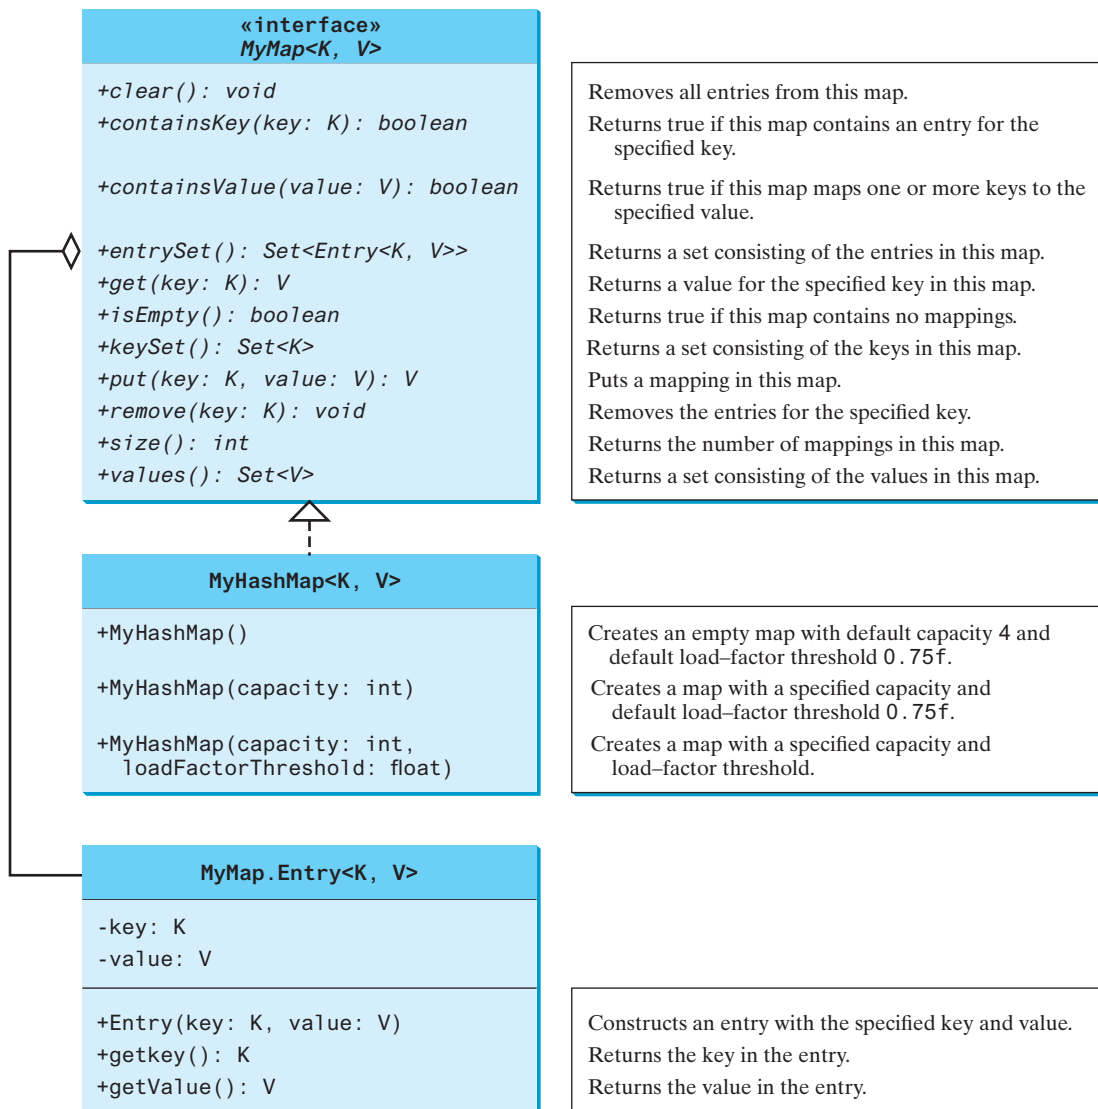 «interface»
MyMap<K, V>
+clear(): void
+containsKey(key: K): boolean
+containsValue(value: V): boolean
+entrySet(): Set<Entry<K, V>>
+get(key: K): V
+isEmpty(): boolean
+keySet(): Set<K>
+put(key: K, value: V): V
+remove(key: K): void
+size(): int
+values(): Set<V>
Removes all entries from this map.
Returns true if this map contains an entry for the
specified key.
Returns true if this map maps one or more keys to the
specified value.
Returns a set consisting of the entries in this map.
Returns a value for the specified key in this map.
Returns true if this map contains no mappings.
Returns a set consisting of the keys in this map.
Puts a mapping in this map.
Removes the entries for the specified key.
Returns the number of mappings in this map.
Returns a set consisting of the values in this map.
MyHashMap<K, V>
+MyHashMap()
+MyHashMap(capacity: int)
+MyHashMap(capacity: int,
loadFactorThreshold: float)
Creates an empty map with default capacity 4 and
default load–factor threshold 0.75f.
Creates a map with a specified capacity and
default load–factor threshold 0.75f.
Creates a map with a specified capacity and
load–factor threshold.
MyMap.Entry<K, V>
-key: K
-value: V
+Entry(key: K, value: V)
+getkey(): K
+getValue(): V
Constructs an entry with the specified key and value.
Returns the key in the entry.
Returns the value in the entry.